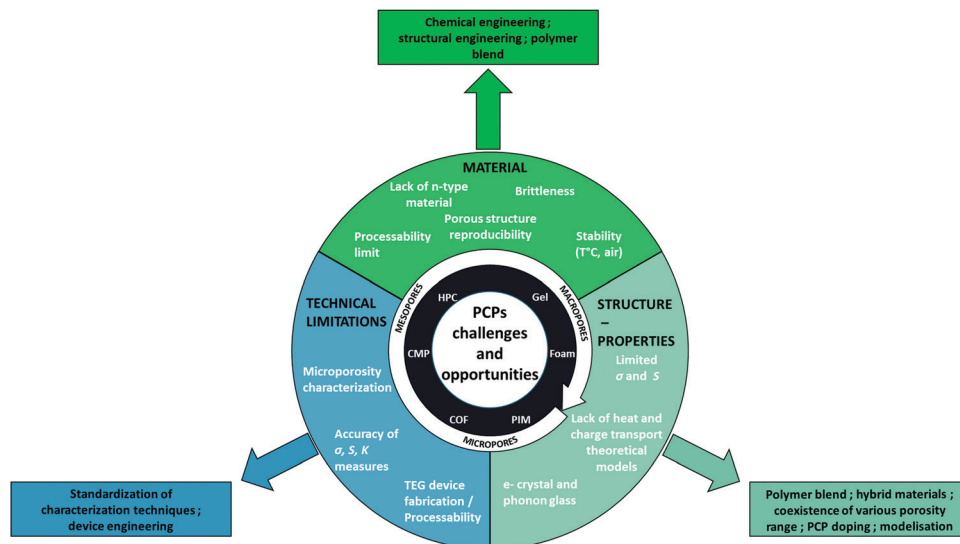 Chemical engineering ;
structural engineering ; polymer
blend
MATERIAL
Lack of n-type
material
Brittleness
Porous structure
reproducibility
Processability
limit
Stability
(T°C, air)
TECHNICAL
LIMITATIONS
Microporosity
characterization
Accuracy of
σ, S, K
measures
TEG device
fabrication /
Processability
STRUCTURE
–
PROPERTIES
Limited
σ and S
Lack of heat and
charge transport
theoretical
models
e- crystal and
phonon glass
MESOPORES
MACROPORES
MICROPORES
HPC
Gel
CMP
Foam
COF
PIM
PCPs
challenges
and
opportunities
Standardization of
characterization techniques ;
device engineering
Polymer blend ; hybrid materials ;
coexistence of various porosity
range ; PCP doping ; modelisation